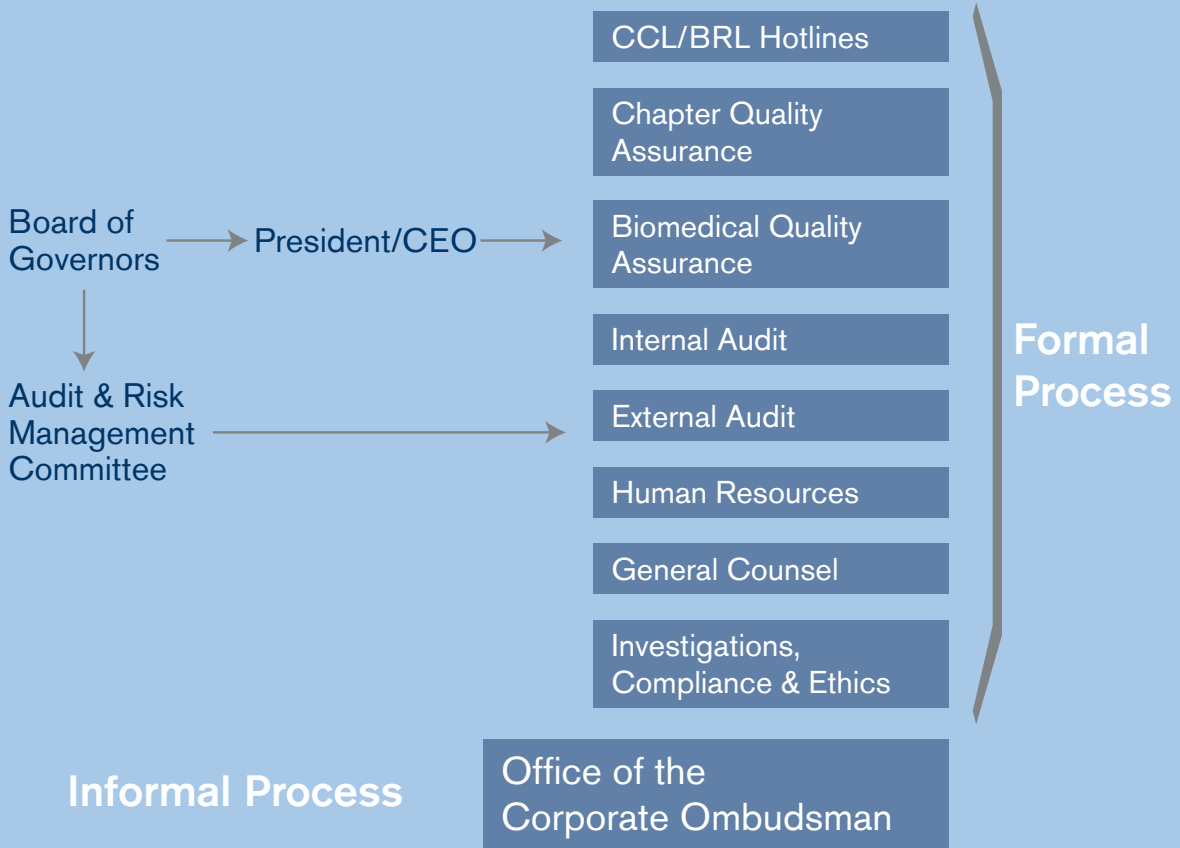 Board of
Governors
President/CEO
Audit & Risk
Management
Committee
CCL/BRL Hotlines
Chapter Quality
Assurance
Biomedical Quality
Assurance
Internal Audit
External Audit
Human Resources
General Counsel
Investigations,
Compliance & Ethics
Formal
Process
Informal Process
Office of the
Corporate Ombudsman